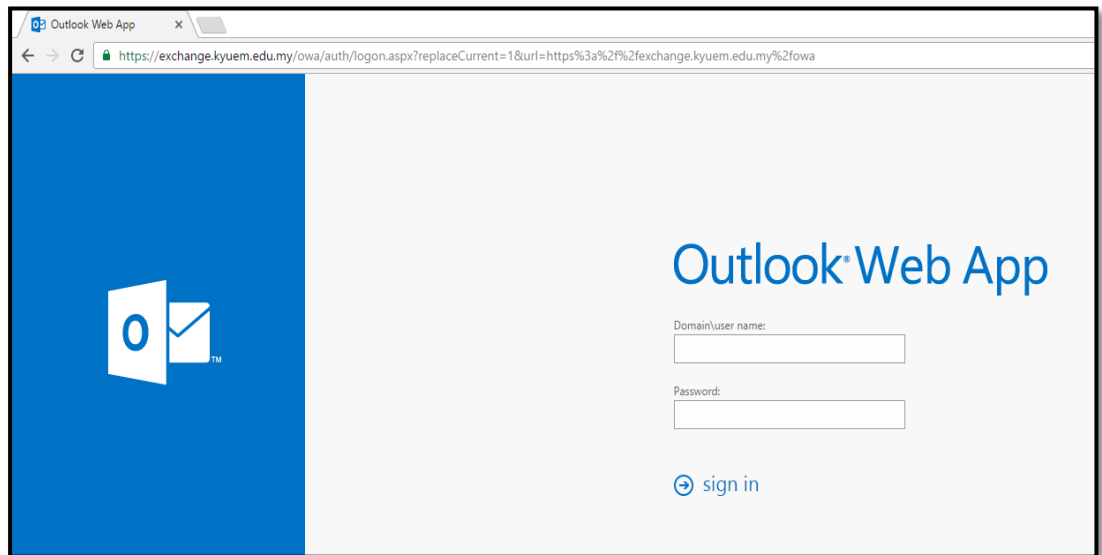 Outlook Web App
https://exchange.kyuem.edu.my/owa/auth/logon.aspx?replaceCurrent=1&url=https%3a%2f%2fexchange.kyuem.edu.my%2fowa
Outlook® Web App
Domain\user name:
O
TM
Password:
sign in